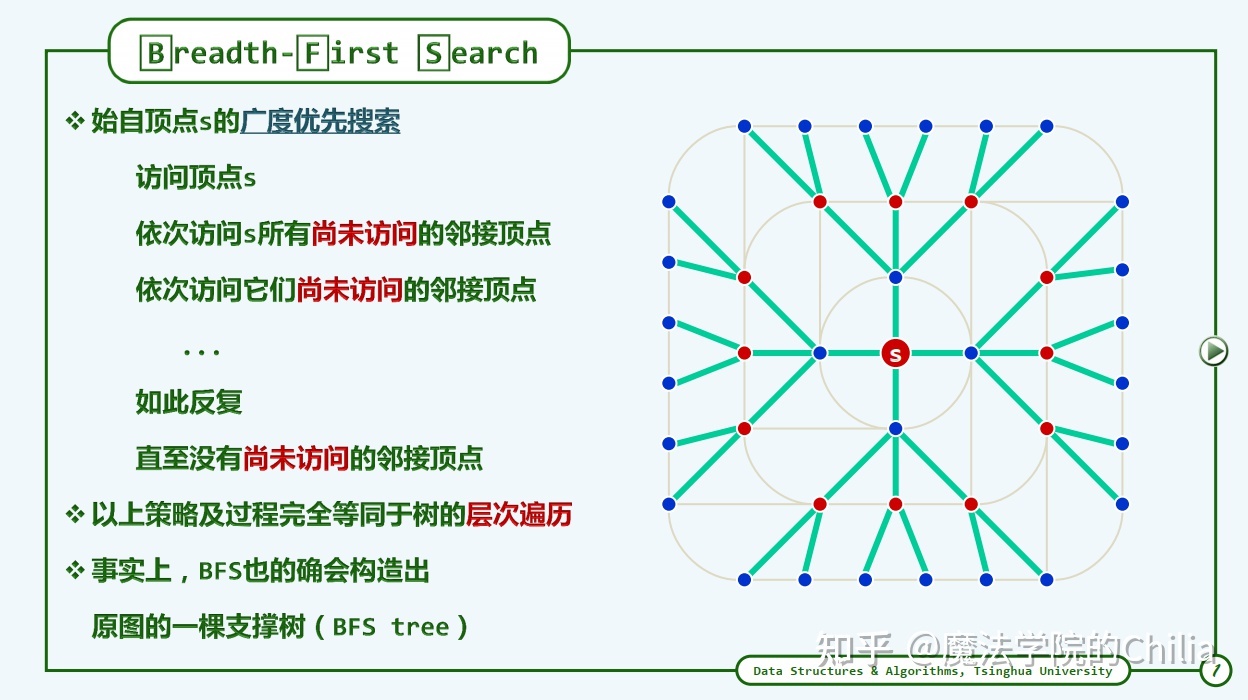 Breadth-First Search
❖ 始自顶点s的广度优先搜索
访问顶点s
依次访问s所有尚未访问的邻接顶点
依次访问它们尚未访问的邻接顶点
...
如此反复
直至没有尚未访问的邻接顶点
❖ 以上策略及过程完全等同于树的层次遍历
❖ 事实上，BFS也的确会构造出
原图的一棵支撑树（BFS tree）
s
知乎 @魔法学院的Chilia
Data Structures & Algorithms, Tsinghua University
1